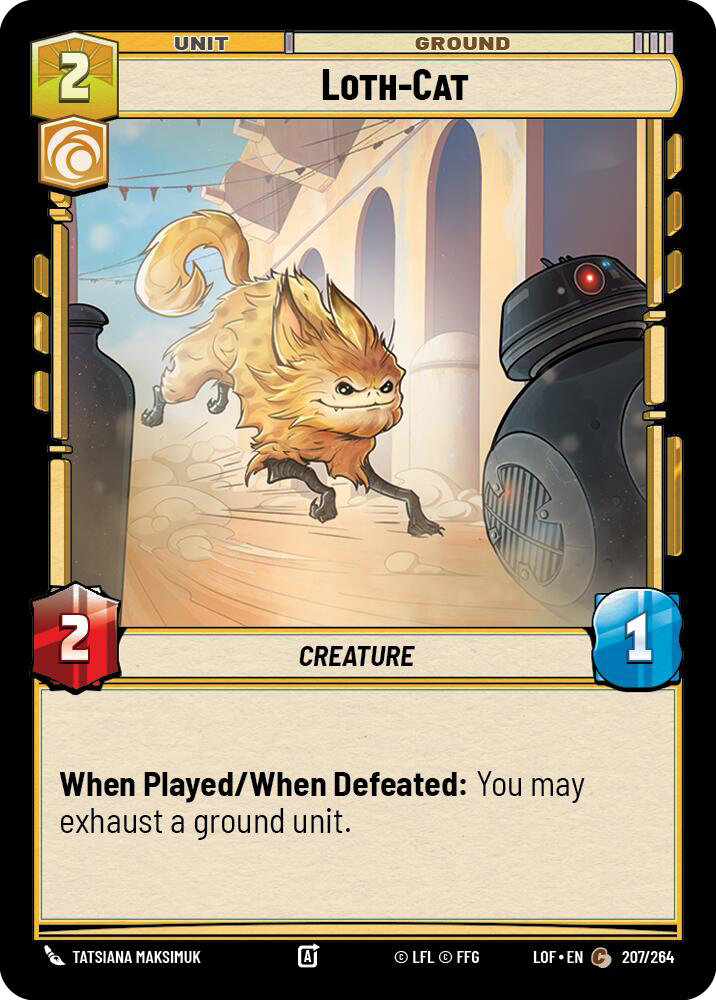 UNIT
GROUND
2
LOTH-CAT
2
1
CREATURE
When Played/When Defeated: You may
exhaust a ground unit.
TATSIANA MAKSIMUK
A
© LFL © FFG
LOF • EN
C
207/264